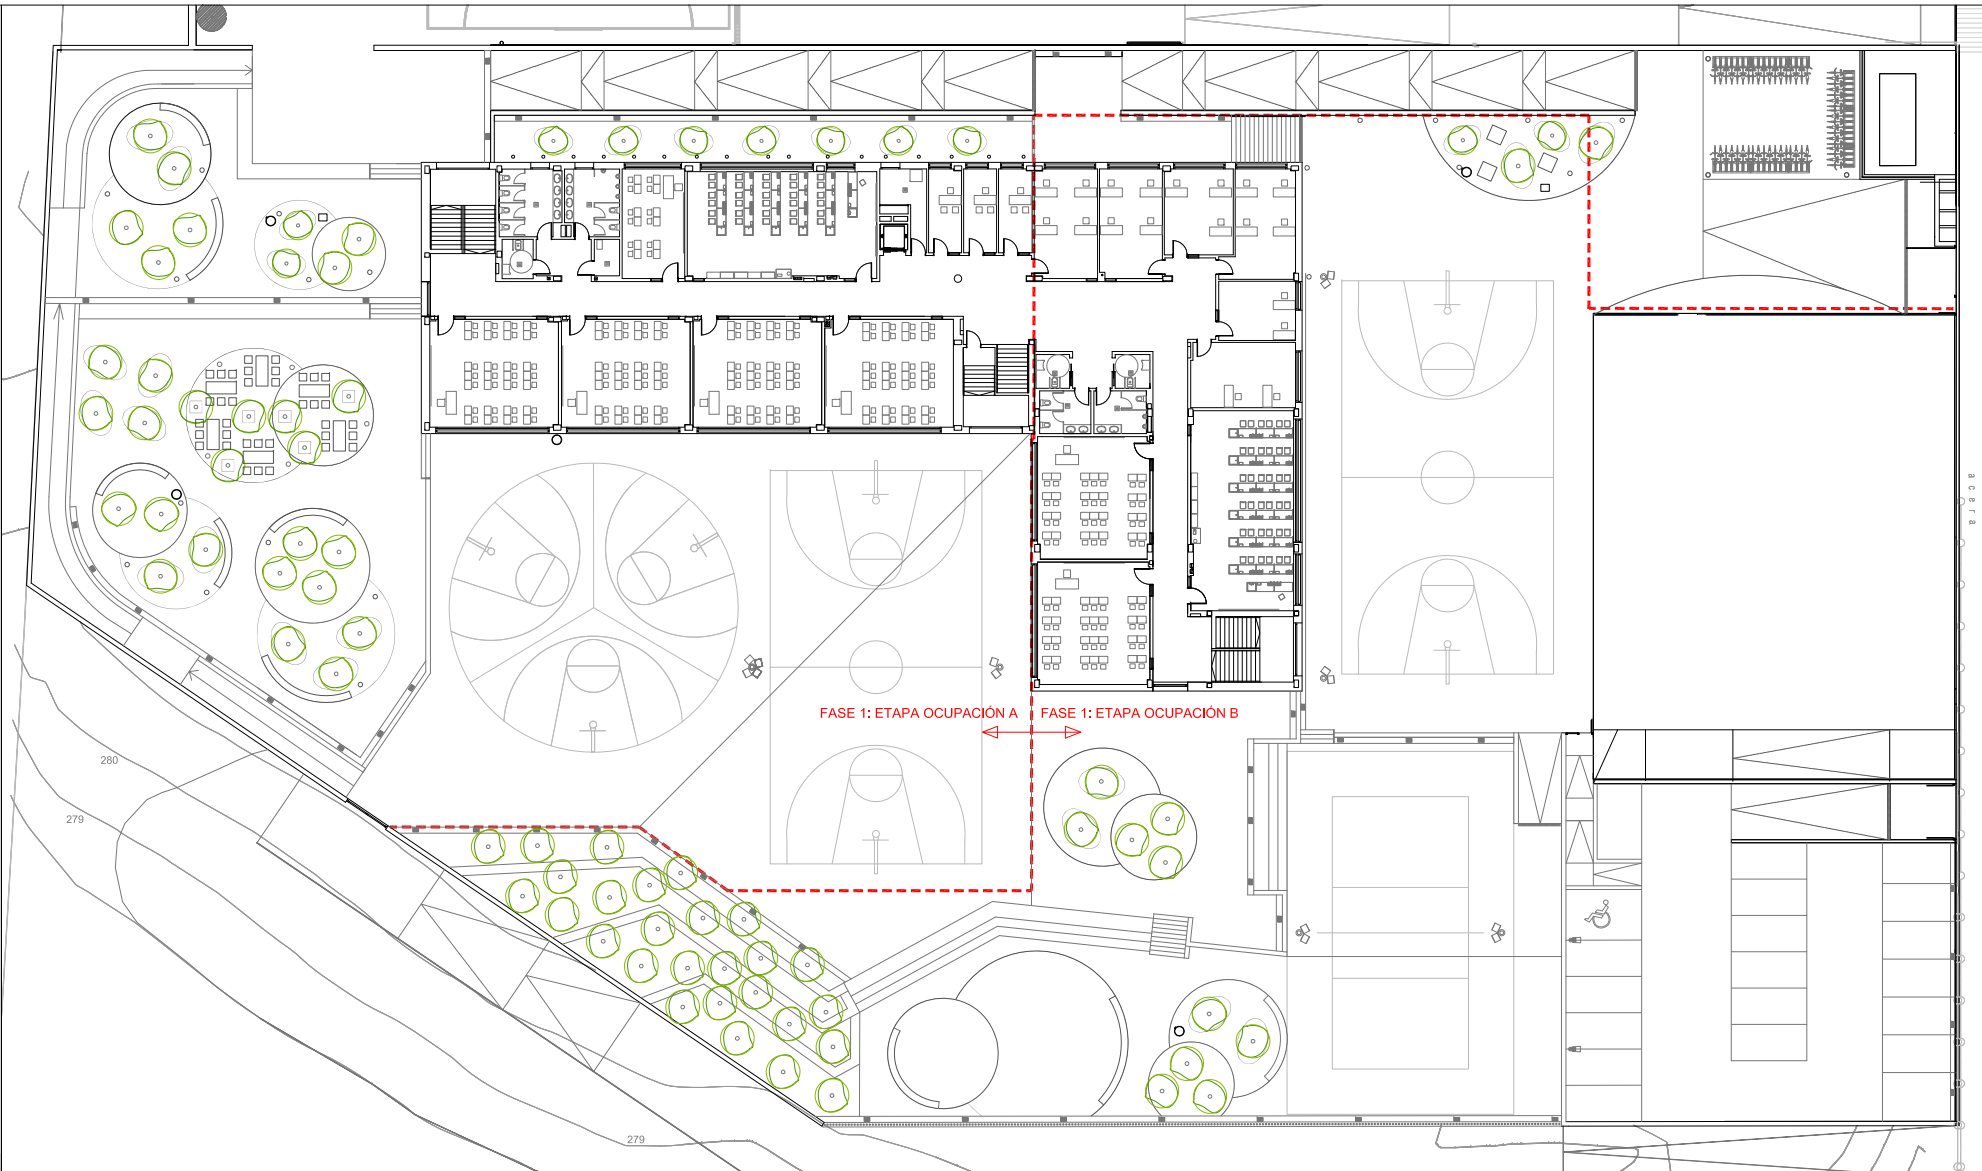 acera
FASE 1: ETAPA OCUPACIÓN A
FASE 1: ETAPA OCUPACIÓN B
280
279
279